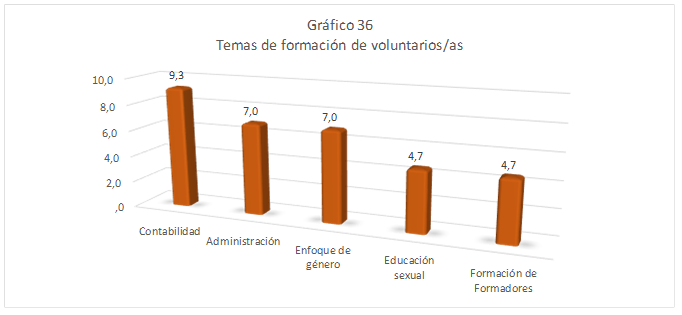 Gráfico 36
Temas de formación de voluntarios/as
10,0
8,0
6,0
4,0
2,0
,0
9,3
7,0
7,0
4,7
4,7
Contabilidad
Administración
Enfoque de
género
Educación
sexual
Formación de
Formadores